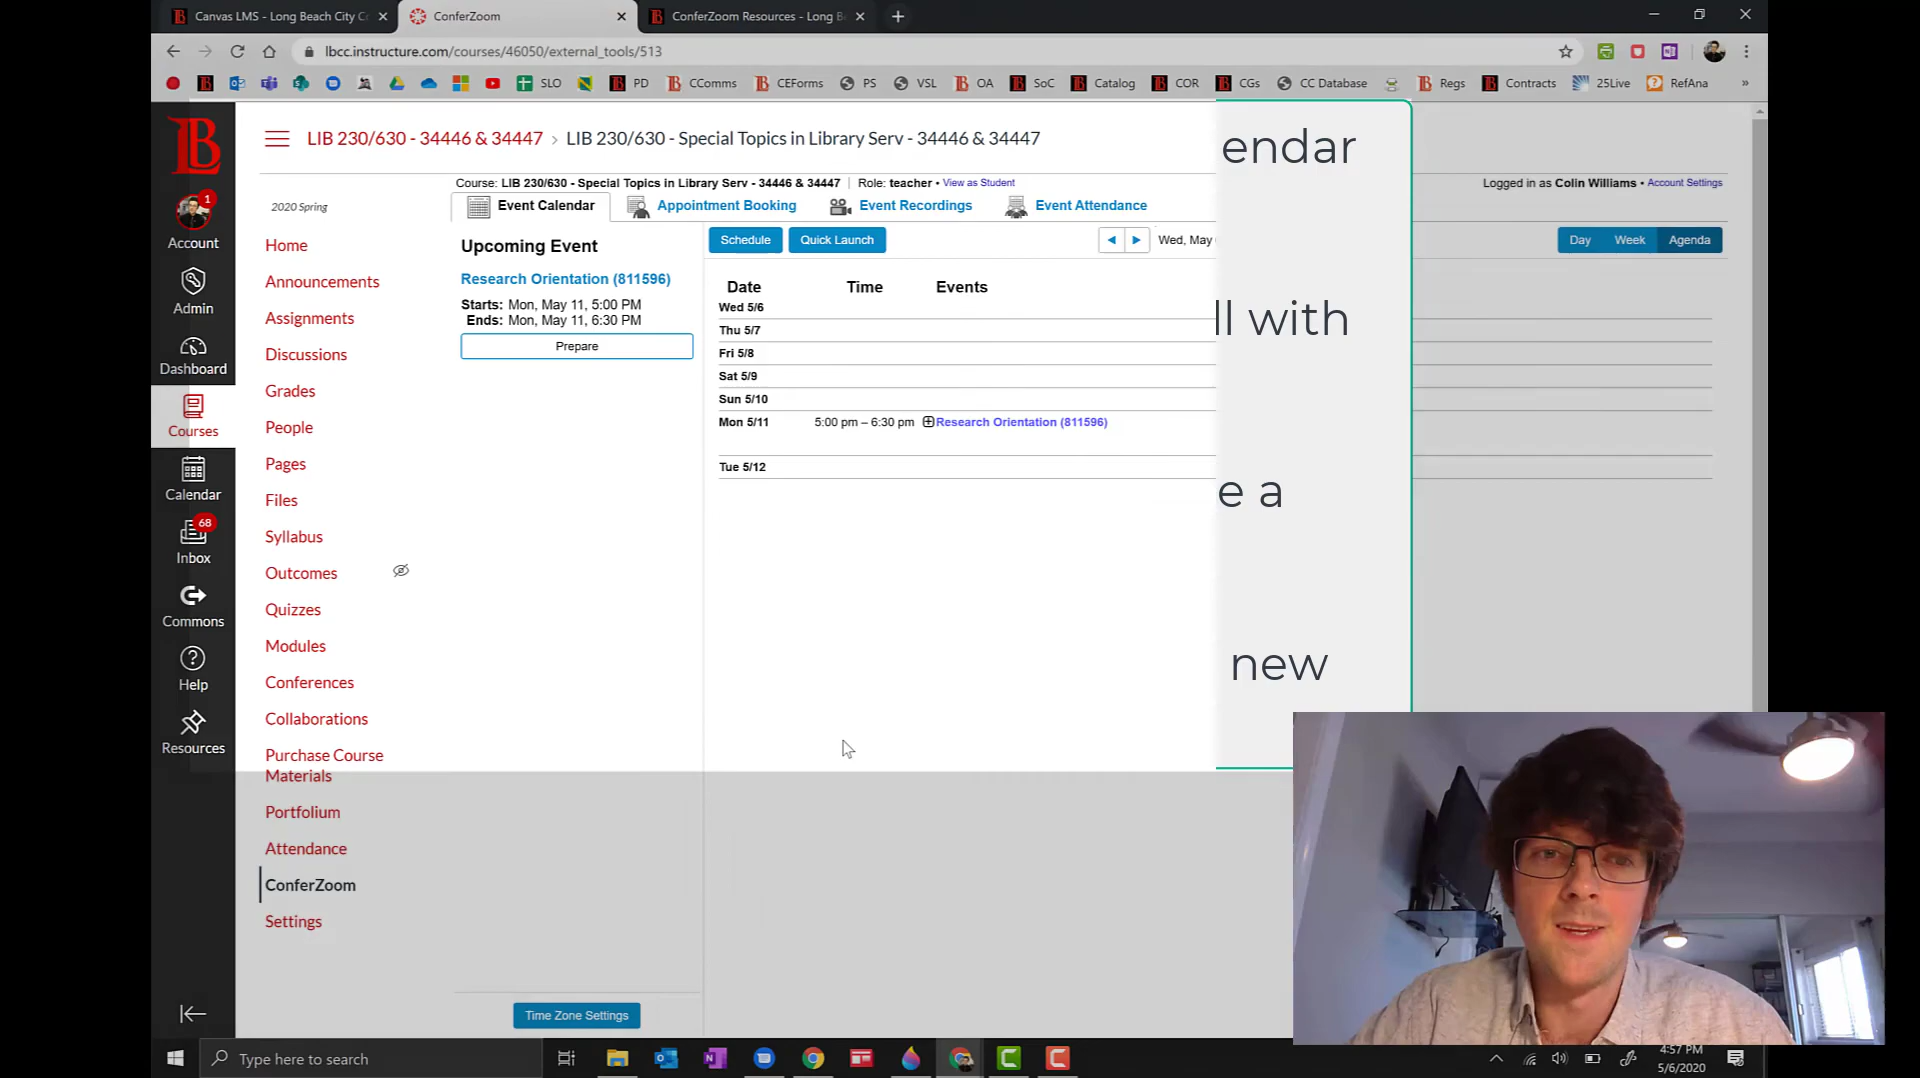 Canvas LMS - Long Beach City C
ConferZoom
ConferZoom Resources - Long B
lbcc.instructure.com/courses/46050/external_tools/513
SLO
PD
CComms
CEForms
PS
VSL
OA
SoC
Catalog
COR
CGs
CC Database
Regs
Contracts
25Live
RefAna
LIB 230/630 - 34446 & 34447 › LIB 230/630 - Special Topics in Library Serv - 34446 & 34447
endar
Course: LIB 230/630 - Special Topics in Library Serv - 34446 & 34447 | Role: teacher • View as Student
Logged in as Colin Williams • Account Settings
Event Calendar
Appointment Booking
Event Recordings
Event Attendance
1
Account
Admin
Dashboard
Courses
Calendar
68
Inbox
Commons
Help
Resources
2020 Spring
Home
Announcements
Assignments
Discussions
Grades
People
Pages
Files
Syllabus
Outcomes
Quizzes
Modules
Conferences
Collaborations
Purchase Course
Materials
Portfolium
Attendance
ConferZoom
Settings
Upcoming Event
Research Orientation (811596)
Starts: Mon, May 11, 5:00 PM
Ends: Mon, May 11, 6:30 PM
Prepare
Time Zone Settings
Schedule
Quick Launch
Wed, May
Day
Week
Agenda
Date Time Events
Wed 5/6
Thu 5/7
Fri 5/8
Sat 5/9
Sun 5/10
Mon 5/11 5:00 pm – 6:30 pm Research Orientation (811596)
Tue 5/12
ll with
e a
new
Type here to search
4:57 PM
5/6/2020